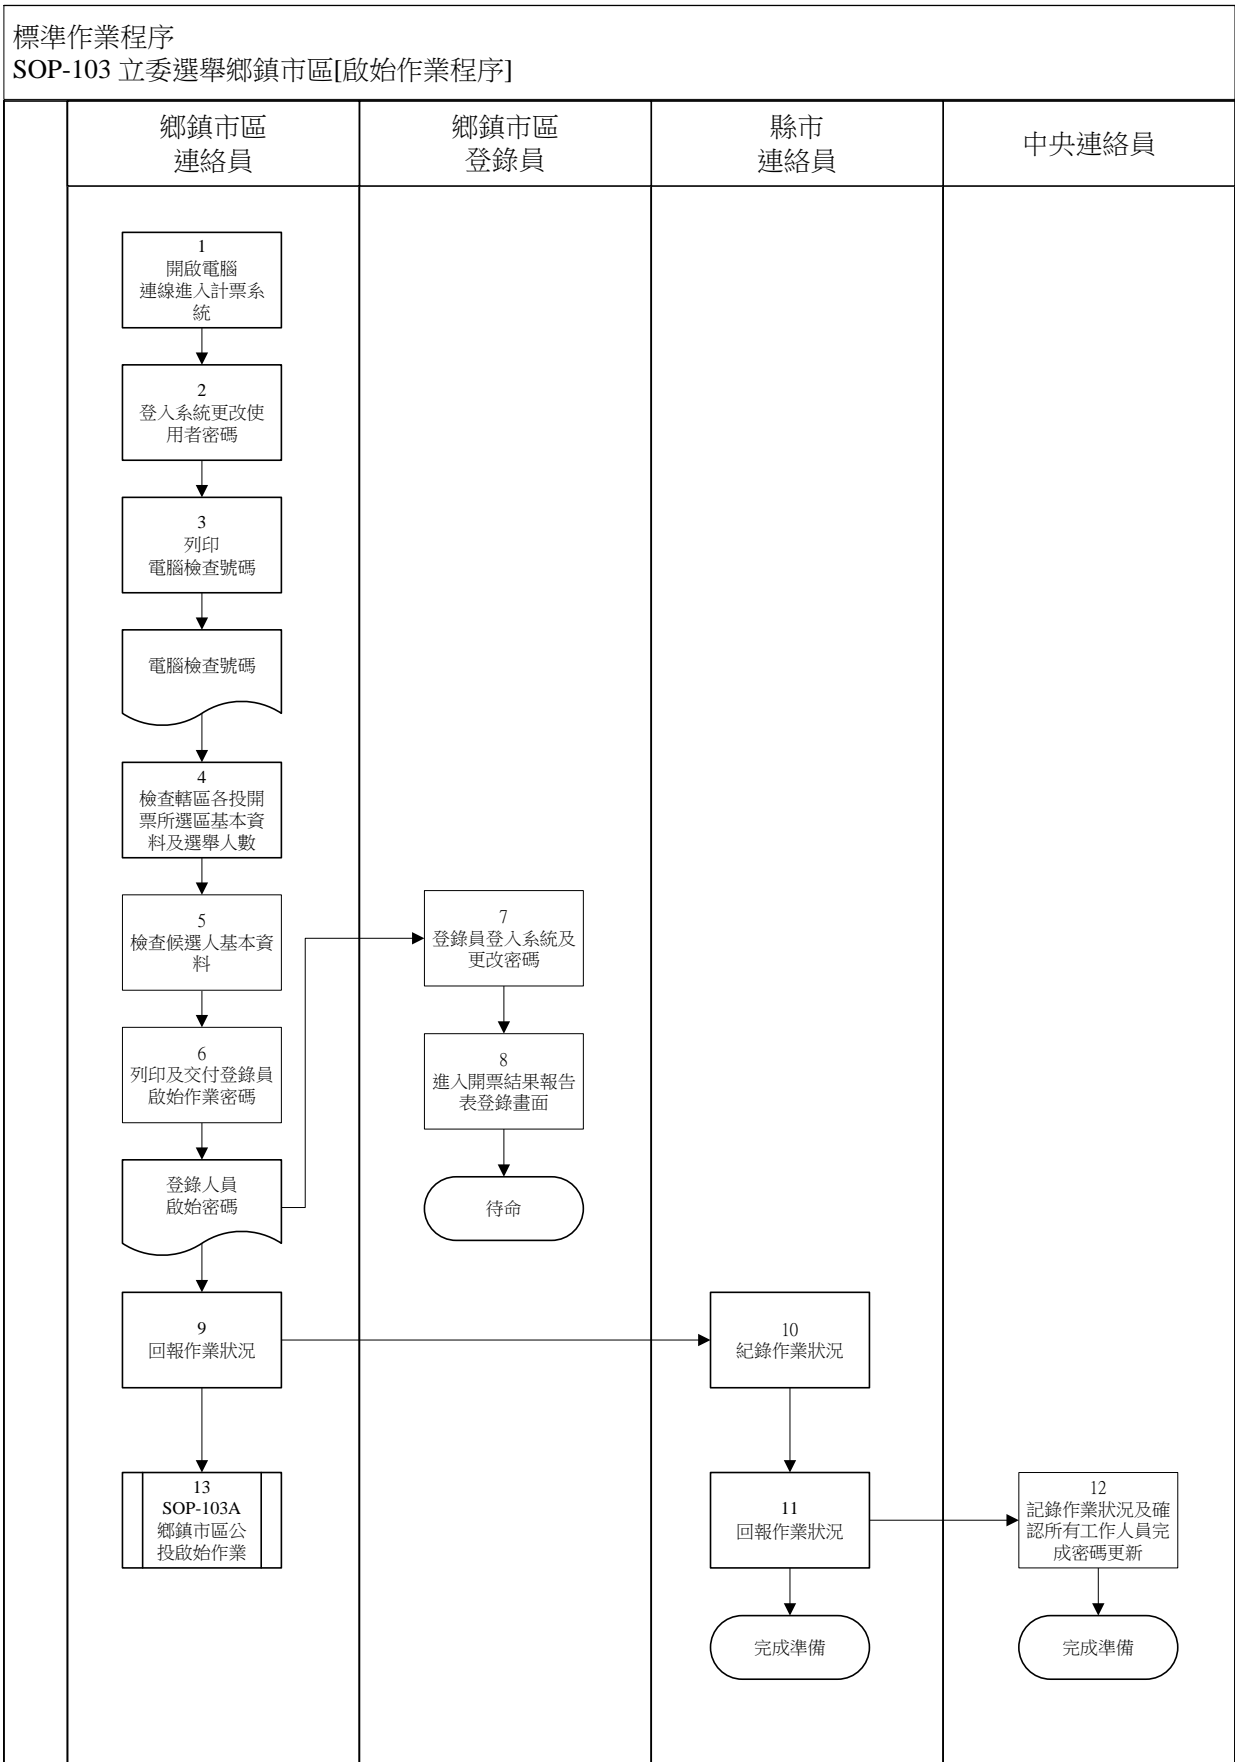 標準作業程序
SOP-103 立委選舉鄉鎮市區[啟始作業程序]
鄉鎮市區
連絡員
鄉鎮市區
登錄員
縣市
連絡員
中央連絡員
1
開啟電腦
連線進入計票系
統
2
登入系統更改使
用者密碼
3
列印
電腦檢查號碼
電腦檢查號碼
4
檢查轄區各投開
票所選區基本資
料及選舉人數
5
檢查候選人基本資
料
6
列印及交付登錄員
啟始作業密碼
登錄人員
啟始密碼
7
登錄員登入系統及
更改密碼
8
進入開票結果報告
表登錄畫面
待命
9
回報作業狀況
10
紀錄作業狀況
11
回報作業狀況
12
記錄作業狀況及確
認所有工作人員完
成密碼更新
13
SOP-103A
鄉鎮市區公
投啟始作業
完成準備
完成準備